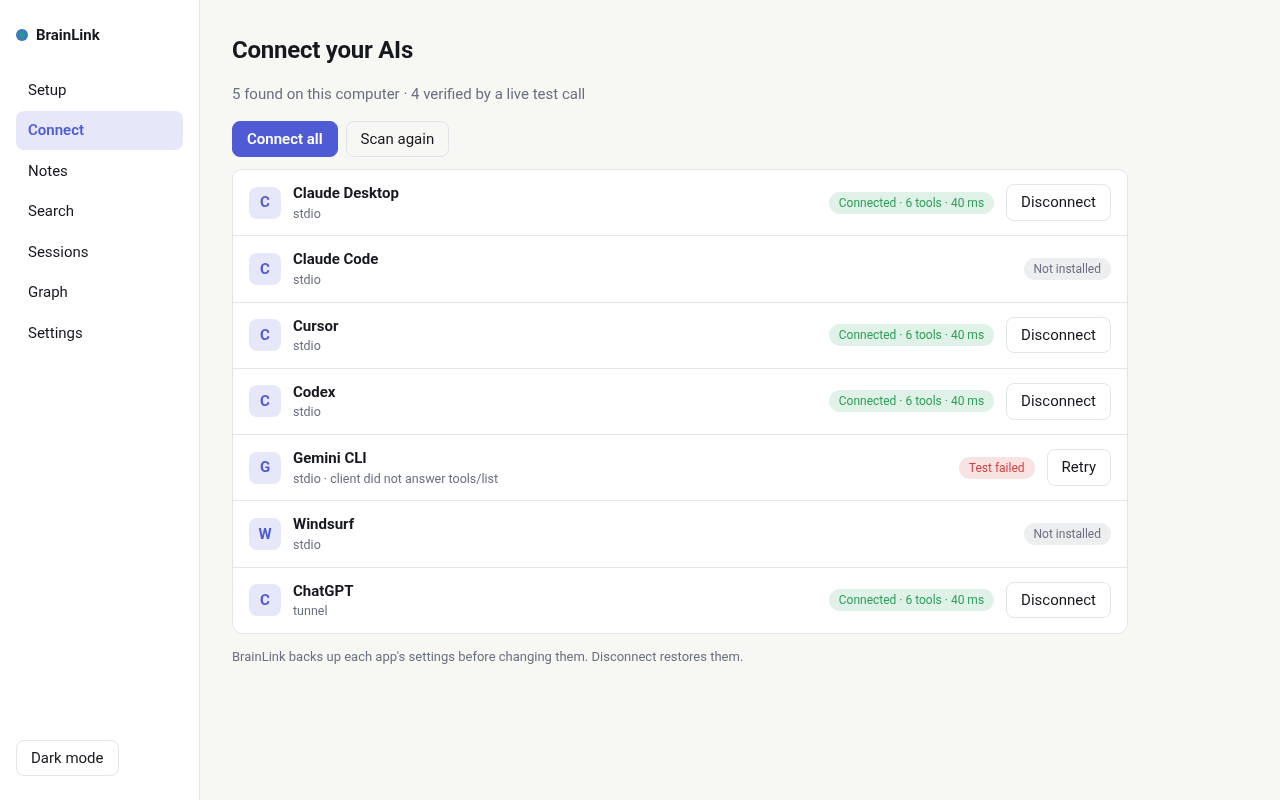 BrainLink
Setup
Connect
Notes
Search
Sessions
Graph
Settings
Dark mode
Connect your AIs
5 found on this computer · 4 verified by a live test call
Connect all
Scan again
C
Claude Desktop
stdio
Connected · 6 tools · 40 ms
Disconnect
C
Claude Code
stdio
Not installed
C
Cursor
stdio
Connected · 6 tools · 40 ms
Disconnect
C
Codex
stdio
Connected · 6 tools · 40 ms
Disconnect
G
Gemini CLI
stdio · client did not answer tools/list
Test failed
Retry
W
Windsurf
stdio
Not installed
C
ChatGPT
tunnel
Connected · 6 tools · 40 ms
Disconnect
BrainLink backs up each app's settings before changing them. Disconnect restores them.